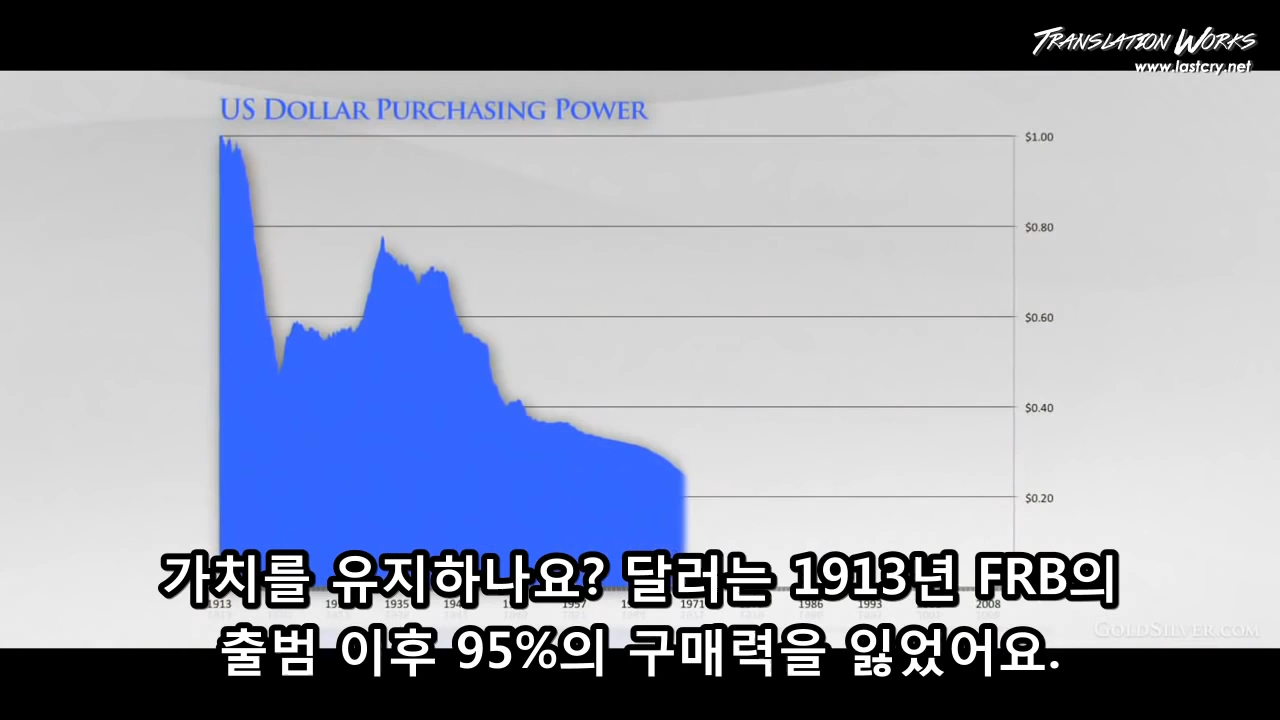 TRANSLATION WORKS
www.lastcry.net
US DOLLAR PURCHASING POWER
$1.00
$0.80
$0.60
$0.40
$0.20
가치를 유지하나요? 달러는 1913년 FRB의
1913 1935 1957 1971 1986 1993 2008
출범 이후 95%의 구매력을 잃었어요.
GOLDSILVER.COM